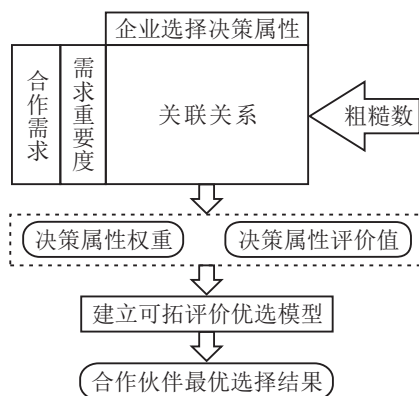 企业选择决策属性
合作需求
需求重要度
关联关系
粗糙数
决策属性权重
决策属性评价值
建立可拓评价优选模型
合作伙伴最优选择结果